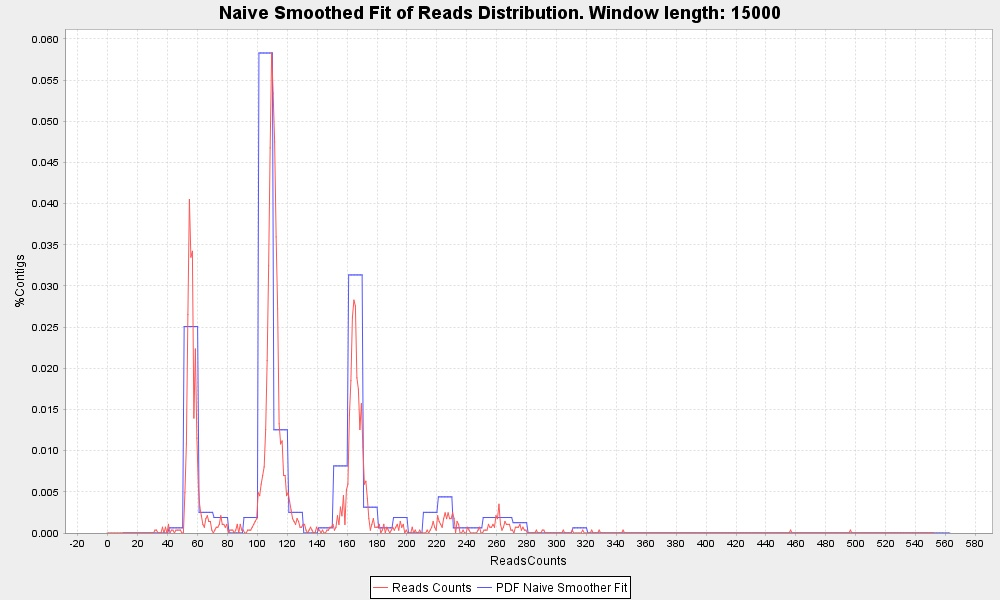 Naive Smoothed Fit of Reads Distribution. Window length: 15000
0.060
0.055
0.050
0.045
0.040
0.035
0.030
0.025
0.020
0.015
0.010
0.005
0.000
%Contigs
-20 0 20 40 60 80 100 120 140 160 180 200 220 240 260 280 300 320 340 360 380 400 420 440 460 480 500 520 540 560 580
ReadsCounts
Reads Counts PDF Naive Smoother Fit